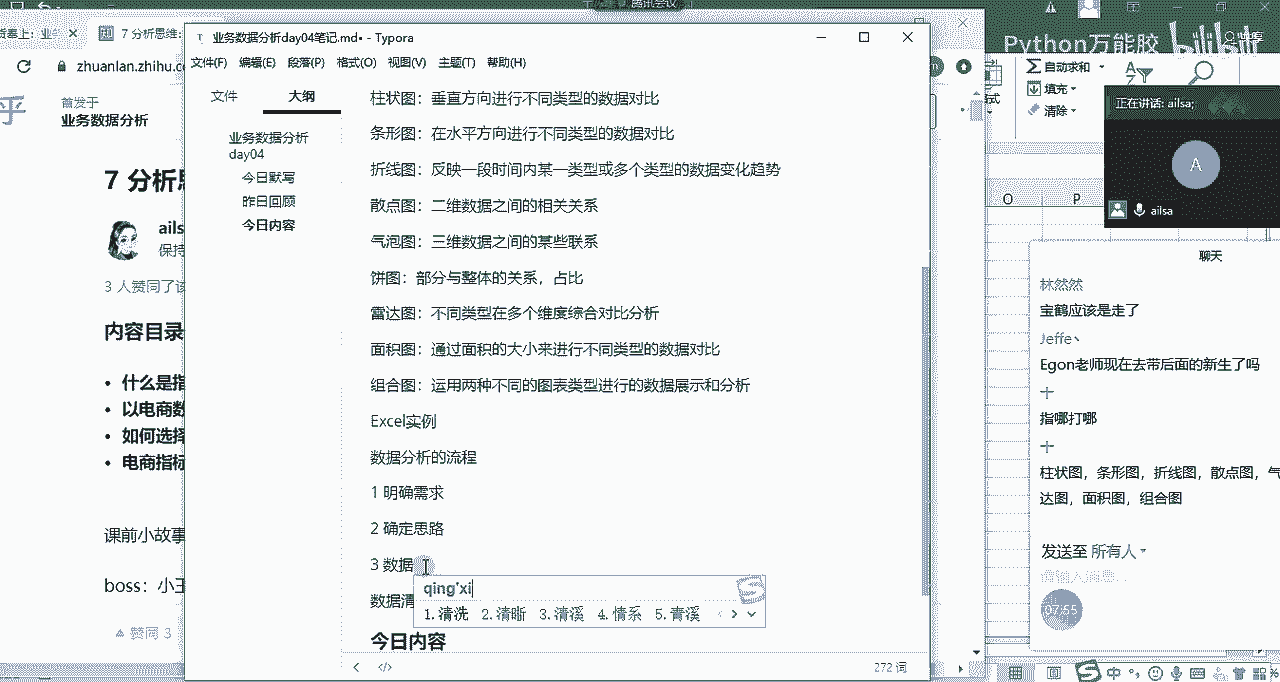 腾讯会议
7 分析思维:
zhuanlan.zhihu.c
乎
首发于
业务数据分析
7 分析思
ails
保持
3 人赞同了该
内容目录
• 什么是指
• 以电商数
• 如何选择
• 电商指标
课前小故事
boss: 小王
赞同 3
业务数据分析day04笔记.md• - Typora
文件(F) 编辑(E) 段落(P) 格式(O) 视图(V) 主题(T) 帮助(H)
文件 大纲
业务数据分析
day04
今日默写
昨日回顾
今日内容
柱状图：垂直方向进行不同类型的数据对比
条形图：在水平方向进行不同类型的数据对比
折线图：反映一段时间内某一类型或多个类型的数据变化趋势
散点图：二维数据之间的相关关系
气泡图：三维数据之间的某些联系
饼图：部分与整体的关系，占比
雷达图：不同类型在多个维度综合对比分析
面积图：通过面积的大小来进行不同类型的数据对比
组合图：运用两种不同的图表类型进行的数据展示和分析
Excel实例
数据分析的流程
1 明确需求
2 确定思路
3 数据
qing'xi
1.清洗 2.清晰 3.清溪 4.情系 5.青溪
数据清
今日内容
</>
272 词
Python万能胶 bilibili
自动求和
填充
清除
式
O P
正在讲话: ailsa;
A
ailsa
聊天
林然然
宝鹤应该是走了
Jeffe丶
Egon老师现在去带后面的新生了吗
十
指哪打哪
十
柱状图，条形图，折线图，散点图，气
达图，面积图，组合图
发送至 所有人
请输入消息...
07:55
中